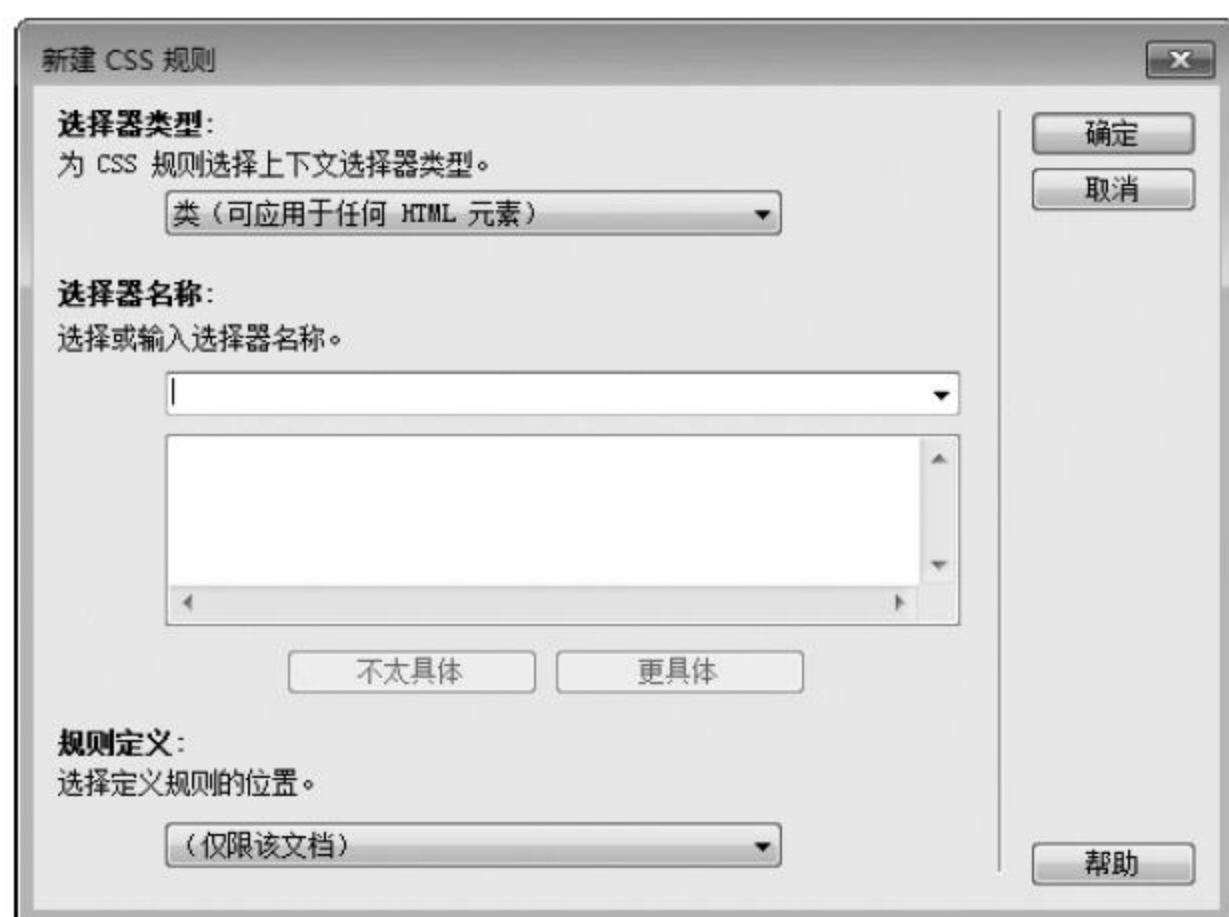 新建 CSS 规则
选择器类型:
为 CSS 规则选择上下文选择器类型。
类（可应用于任何 HTML 元素）
选择器名称:
选择或输入选择器名称。
不太具体
更具体
规则定义:
选择定义规则的位置。
（仅限该文档）
确定
取消
帮助